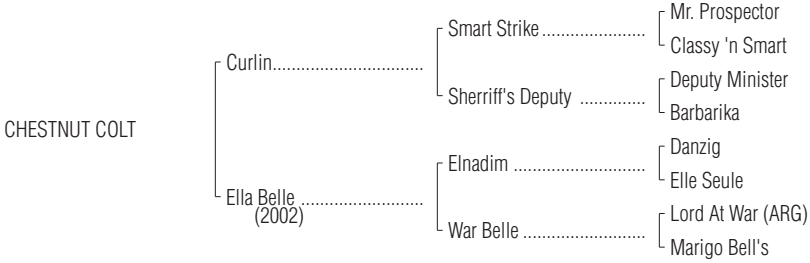 Mr. Prospector
Smart Strike ......................
Classy 'n Smart
Curlin...............................
Deputy Minister
Sherriff's Deputy ..............
Barbarika
CHESTNUT COLT
Danzig
Elnadim ............................
Elle Seule
Ella Belle .........................
(2002)
Lord At War (ARG)
War Belle .........................
Marigo Bell's